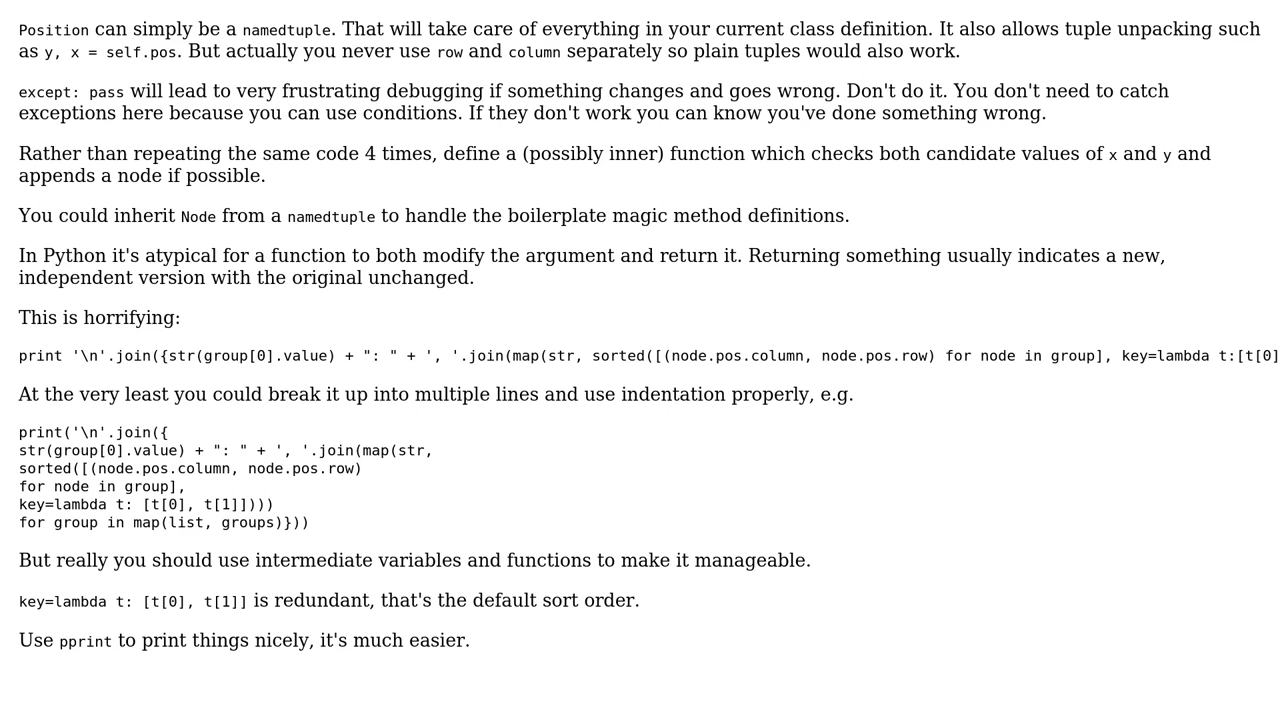 Position can simply be a namedtuple. That will take care of everything in your current class definition. It also allows tuple unpacking such
as y, x = self.pos. But actually you never use row and column separately so plain tuples would also work.
except: pass will lead to very frustrating debugging if something changes and goes wrong. Don't do it. You don't need to catch
exceptions here because you can use conditions. If they don't work you can know you've done something wrong.
Rather than repeating the same code 4 times, define a (possibly inner) function which checks both candidate values of x and y and
appends a node if possible.
You could inherit Node from a namedtuple to handle the boilerplate magic method definitions.
In Python it's atypical for a function to both modify the argument and return it. Returning something usually indicates a new,
independent version with the original unchanged.
This is horrifying:
print '\n'.join({str(group[0].value) + ": " + ', '.join(map(str, sorted([(node.pos.column, node.pos.row) for node in group], key=lambda t:[t[0]
At the very least you could break it up into multiple lines and use indentation properly, e.g.
print('\n'.join({
str(group[0].value) + ": " + ', '.join(map(str,
sorted([(node.pos.column, node.pos.row)
for node in group],
key=lambda t: [t[0], t[1]])))
for group in map(list, groups)}))
But really you should use intermediate variables and functions to make it manageable.
key=lambda t: [t[0], t[1]] is redundant, that's the default sort order.
Use pprint to print things nicely, it's much easier.